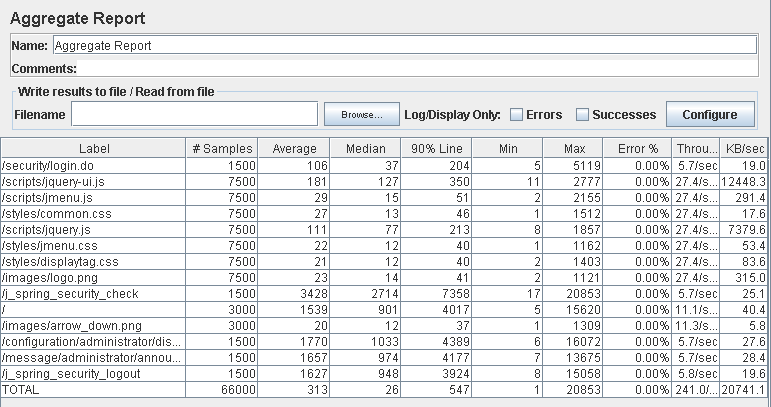 Aggregate Report
Name: Aggregate Report
Comments:
Write results to file / Read from file
Filename Browse... Log/Display Only: Errors Successes Configure
Label # Samples Average Median 90% Line Min Max Error % Throu... KB/sec
/security/login.do 1500 106 37 204 5 5119 0.00% 5.7/sec 19.0
/scripts/jquery-ui.js 7500 181 127 350 11 2777 0.00% 27.4/s... 12448.3
/scripts/jmenu.js 7500 29 15 51 2 2155 0.00% 27.4/s... 291.4
/styles/common.css 7500 27 13 46 1 1512 0.00% 27.4/s... 17.6
/scripts/jquery.js 7500 111 77 213 8 1857 0.00% 27.4/s... 7379.6
/styles/jmenu.css 7500 22 12 40 1 1162 0.00% 27.4/s... 53.4
/styles/displaytag.css 7500 21 12 40 2 1403 0.00% 27.4/s... 83.6
/images/logo.png 7500 23 14 41 2 1121 0.00% 27.4/s... 315.0
/j_spring_security_check 1500 3428 2714 7358 17 20853 0.00% 5.7/sec 25.1
/ 3000 1539 901 4017 5 15620 0.00% 11.1/s... 40.4
/images/arrow_down.png 3000 20 12 37 1 1309 0.00% 11.3/s... 5.8
/configuration/administrator/dis... 1500 1770 1033 4389 6 16072 0.00% 5.7/sec 27.6
/message/administrator/annou... 1500 1657 974 4177 7 13675 0.00% 5.7/sec 28.4
/j_spring_security_logout 1500 1627 948 3924 8 15058 0.00% 5.8/sec 19.6
TOTAL 66000 313 26 547 1 20853 0.00% 241.0/... 20741.1